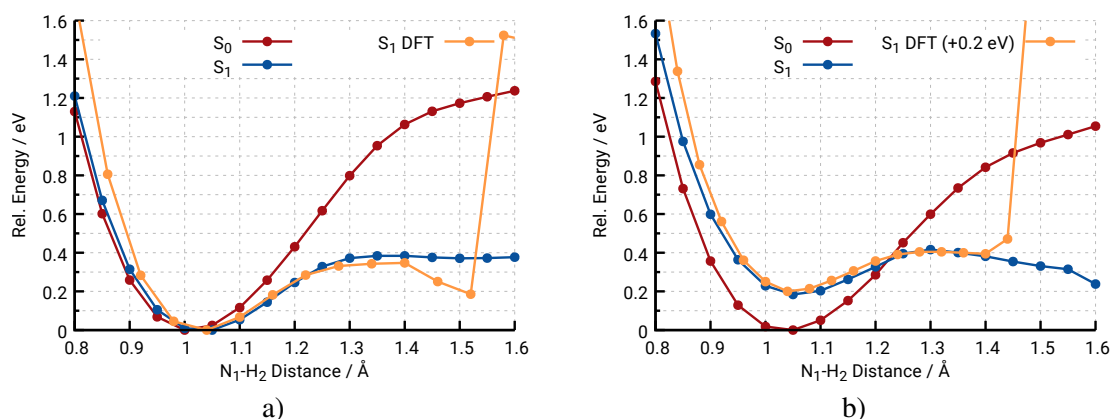 1.6
1.4
1.2
1
0.8
0.6
0.4
0.2
0
Rel. Energy / eV
S0
S1
S1 DFT
0.8 0.9 1 1.1 1.2 1.3 1.4 1.5 1.6
N1-H2 Distance / Å
a)
1.6
1.4
1.2
1
0.8
0.6
0.4
0.2
0
Rel. Energy / eV
S0
S1
S1 DFT (+0.2 eV)
0.8 0.9 1 1.1 1.2 1.3 1.4 1.5 1.6
N1-H2 Distance / Å
b)